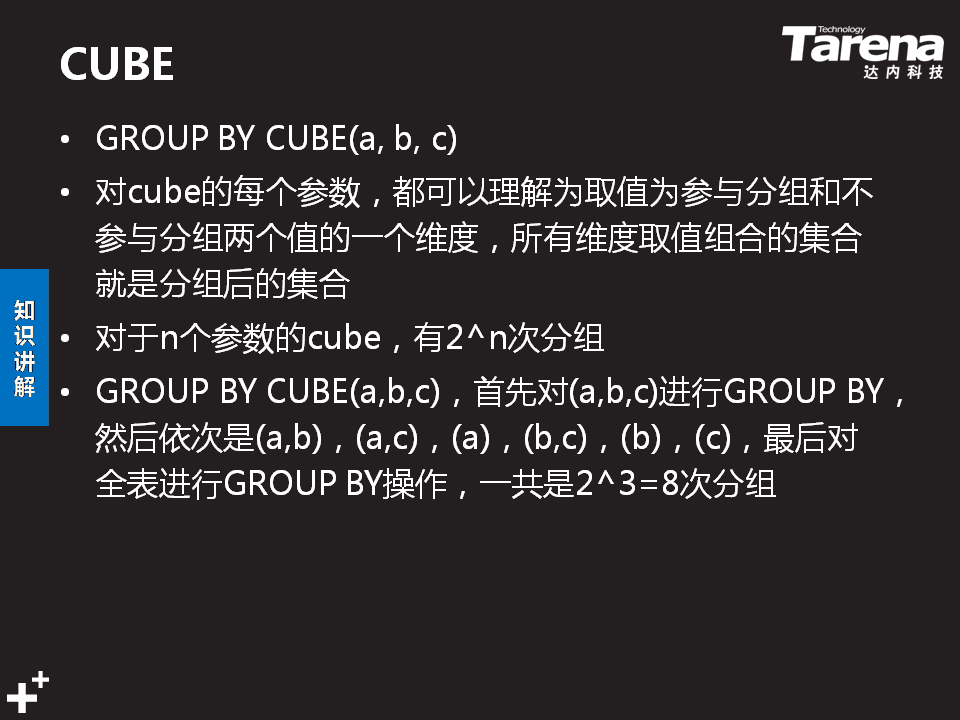 CUBE
Technology
Tarena
达内科技
• GROUP BY CUBE(a, b, c)
• 对cube的每个参数，都可以理解为取值为参与分组和不
参与分组两个值的一个维度，所有维度取值组合的集合
就是分组后的集合
• 对于n个参数的cube，有2^n次分组
• GROUP BY CUBE(a,b,c)，首先对(a,b,c)进行GROUP BY，
然后依次是(a,b)，(a,c)，(a)，(b,c)，(b)，(c)，最后对
全表进行GROUP BY操作，一共是2^3=8次分组
知
识
讲
解